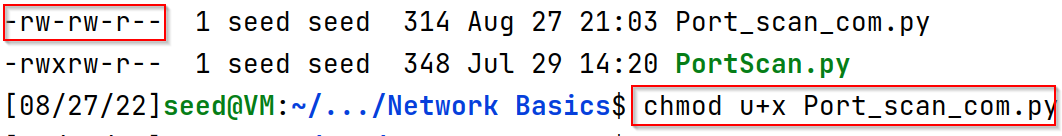 -rw-rw-r-- 1 seed seed 314 Aug 27 21:03 Port_scan_com.py
-rwxrw-r-- 1 seed seed 348 Jul 29 14:20 PortScan.py
[08/27/22]seed@VM:~/.../Network Basics$ chmod u+x Port_scan_com.py